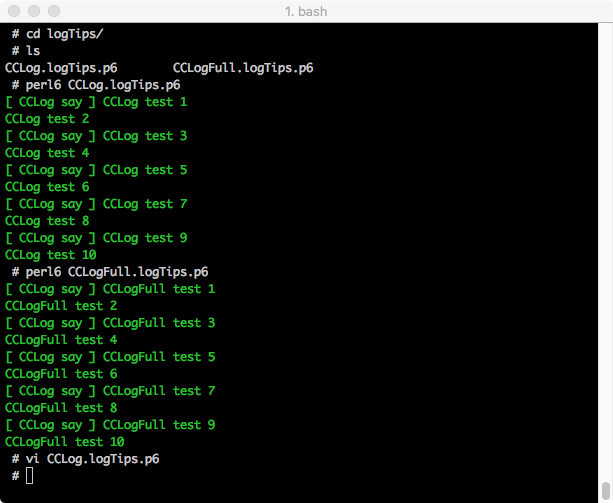 1. bash
# cd logTips/
# ls
CCLog.logTips.p6 CCLogFull.logTips.p6
# perl6 CCLog.logTips.p6
[ CCLog say ] CCLog test 1
CCLog test 2
[ CCLog say ] CCLog test 3
CCLog test 4
[ CCLog say ] CCLog test 5
CCLog test 6
[ CCLog say ] CCLog test 7
CCLog test 8
[ CCLog say ] CCLog test 9
CCLog test 10
# perl6 CCLogFull.logTips.p6
[ CCLog say ] CCLogFull test 1
CCLogFull test 2
[ CCLog say ] CCLogFull test 3
CCLogFull test 4
[ CCLog say ] CCLogFull test 5
CCLogFull test 6
[ CCLog say ] CCLogFull test 7
CCLogFull test 8
[ CCLog say ] CCLogFull test 9
CCLogFull test 10
# vi CCLog.logTips.p6
#